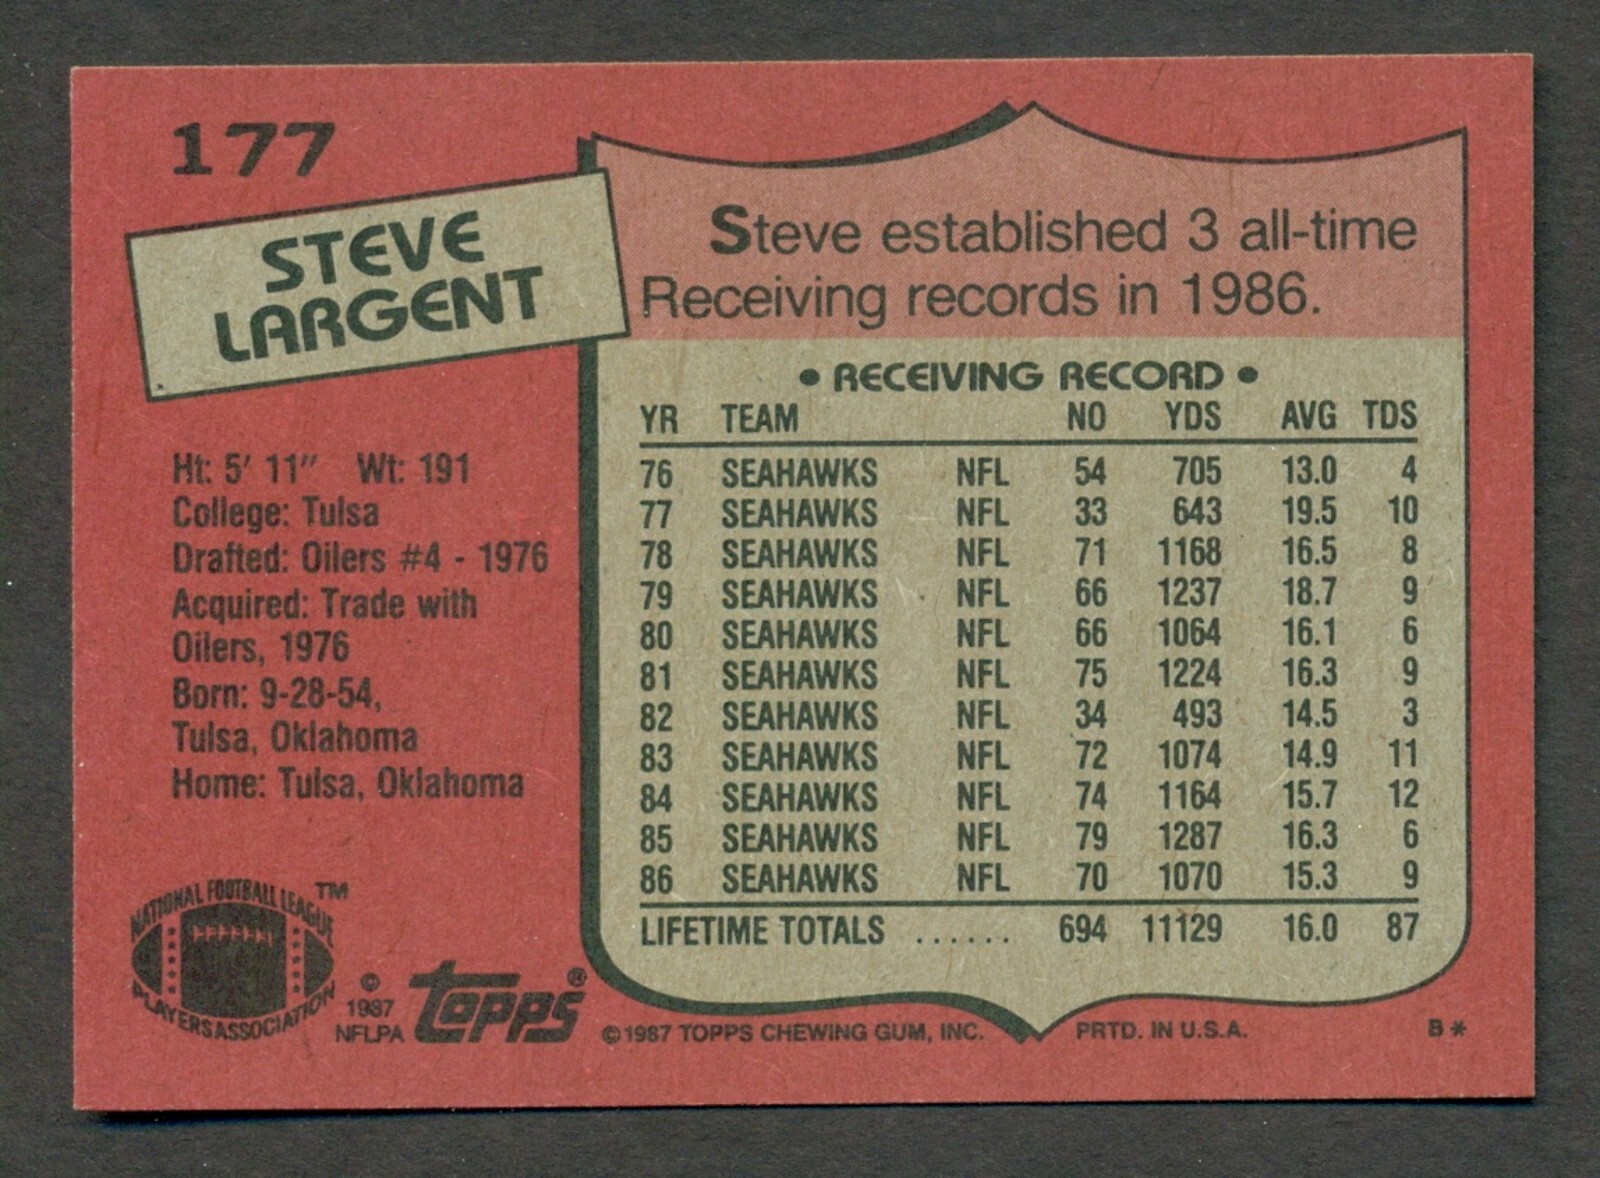 177
STEVE
LARGENT
Ht: 5' 11" Wt: 191
College: Tulsa
Drafted: Oilers #4 - 1976
Acquired: Trade with
Oilers, 1976
Born: 9-28-54,
Tulsa, Oklahoma
Home: Tulsa, Oklahoma
NATIONAL FOOTBALL LEAGUE ™
PLAYERS ASSOCIATION
©
1987
NFLPA
Topps®
Steve established 3 all-time
Receiving records in 1986.
• RECEIVING RECORD •
YR TEAM NO YDS AVG TDS
76 SEAHAWKS NFL 54 705 13.0 4
77 SEAHAWKS NFL 33 643 19.5 10
78 SEAHAWKS NFL 71 1168 16.5 8
79 SEAHAWKS NFL 66 1237 18.7 9
80 SEAHAWKS NFL 66 1064 16.1 6
81 SEAHAWKS NFL 75 1224 16.3 9
82 SEAHAWKS NFL 34 493 14.5 3
83 SEAHAWKS NFL 72 1074 14.9 11
84 SEAHAWKS NFL 74 1164 15.7 12
85 SEAHAWKS NFL 79 1287 16.3 6
86 SEAHAWKS NFL 70 1070 15.3 9
LIFETIME TOTALS ...... 694 11129 16.0 87
©1987 TOPPS CHEWING GUM, INC. PRTD. IN U.S.A. B*